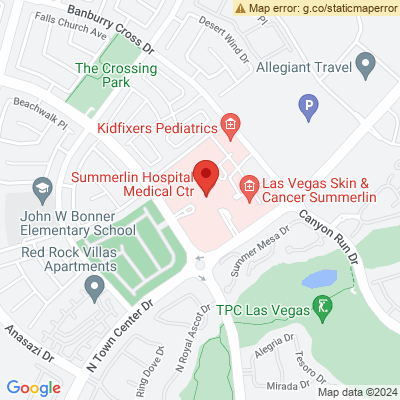 Map error: g.co/staticmaperror
Banburry Cross Dr
Falls Church Ave
Desert Wind Dr
The Crossing
Park
Allegiant Travel
Beachwalk Pl
P
Kidfixers Pediatrics
Summerlin Hospital
Medical Ctr
Las Vegas Skin &
Cancer Summerlin
John W Bonner
Elementary School
Canyon Run Dr
Red Rock Villas
Apartments
Summer Mesa Dr
TPC Las Vegas
N Town Center Dr
N Royal Ascot Dr
Anasazi Dr
Alegria Dr
Tesoro Dr
Ring Dove Dr
Mirada Dr
Google
Map data ©2024